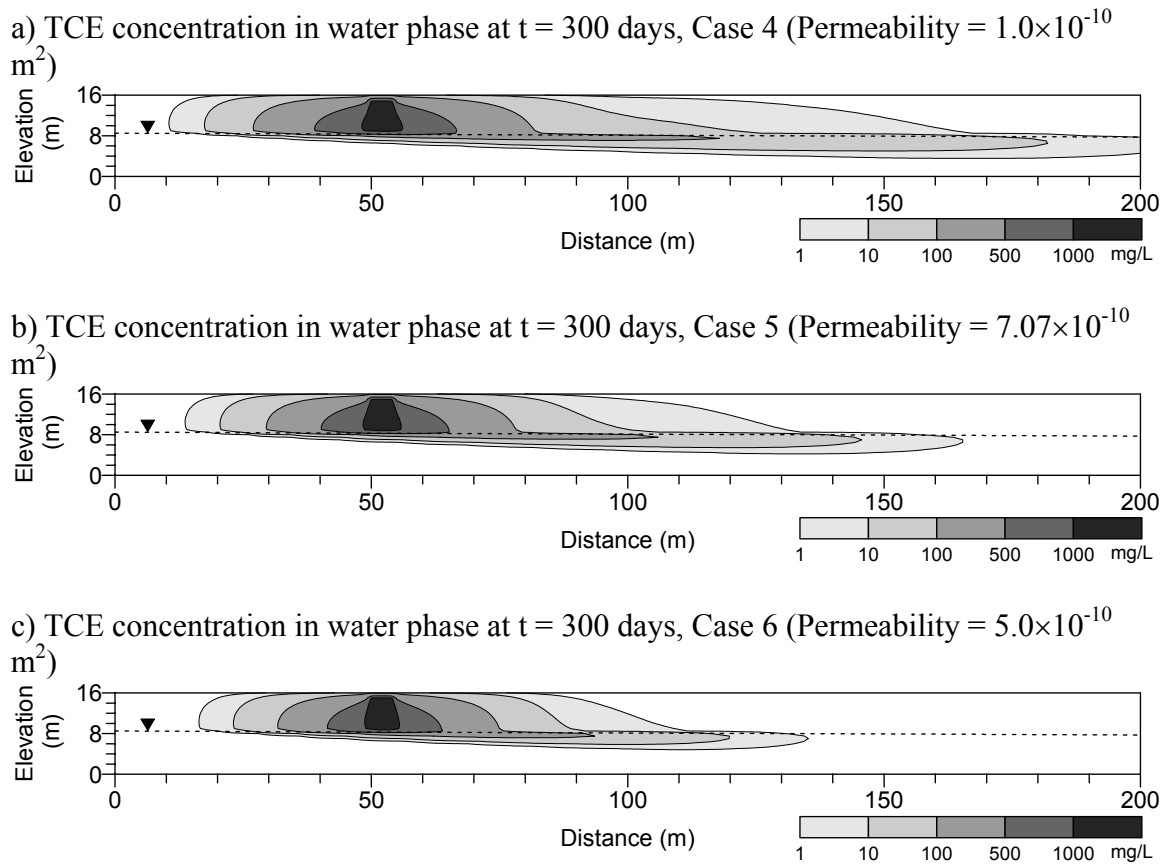 a) TCE concentration in water phase at t = 300 days, Case 4 (Permeability = 1.0×10⁻¹⁰
m²)
16
8
0
Elevation
(m)
0 50 100 150 200
Distance (m)
1 10 100 500 1000 mg/L
b) TCE concentration in water phase at t = 300 days, Case 5 (Permeability = 7.07×10⁻¹⁰
m²)
16
8
0
Elevation
(m)
0 50 100 150 200
Distance (m)
1 10 100 500 1000 mg/L
c) TCE concentration in water phase at t = 300 days, Case 6 (Permeability = 5.0×10⁻¹⁰
m²)
16
8
0
Elevation
(m)
0 50 100 150 200
Distance (m)
1 10 100 500 1000 mg/L